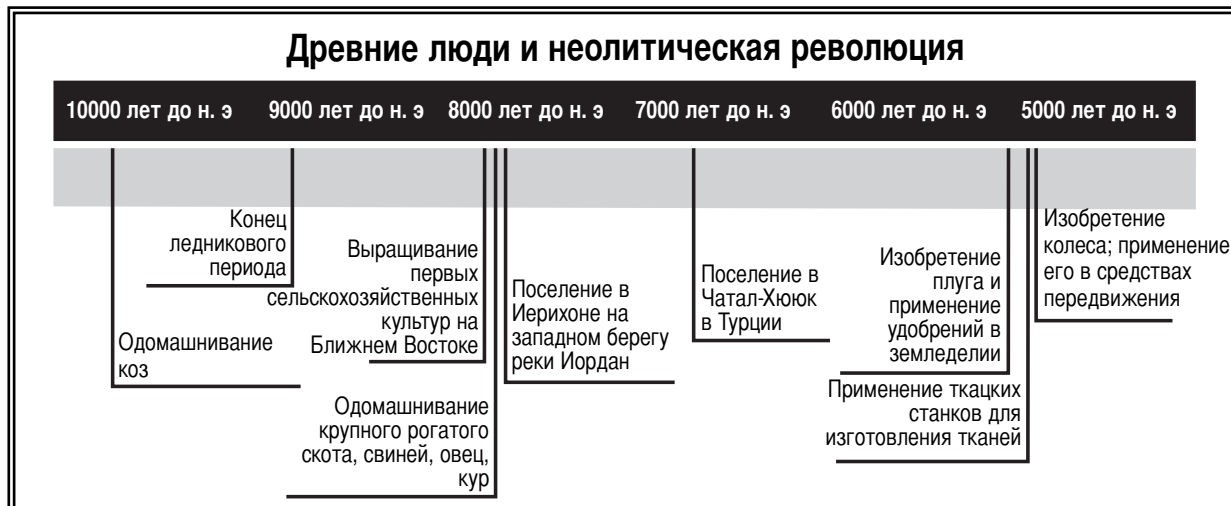 Древние люди и неолитическая революция
10000 лет до н. э
9000 лет до н. э
8000 лет до н. э
7000 лет до н. э
6000 лет до н. э
5000 лет до н. э
Одомашнивание
коз
Конец
ледникового
периода
Выращивание
первых
сельскохозяйственных
культур на
Ближнем Востоке
Одомашнивание
крупного рогатого
скота, свиней, овец,
кур
Поселение в
Иерихоне на
западном берегу
реки Иордан
Поселение в
Чатал-Хююк
в Турции
Изобретение
плуга и
применение
удобрений в
земледелии
Применение ткацких
станков для
изготовления тканей
Изобретение
колеса; применение
его в средствах
передвижения